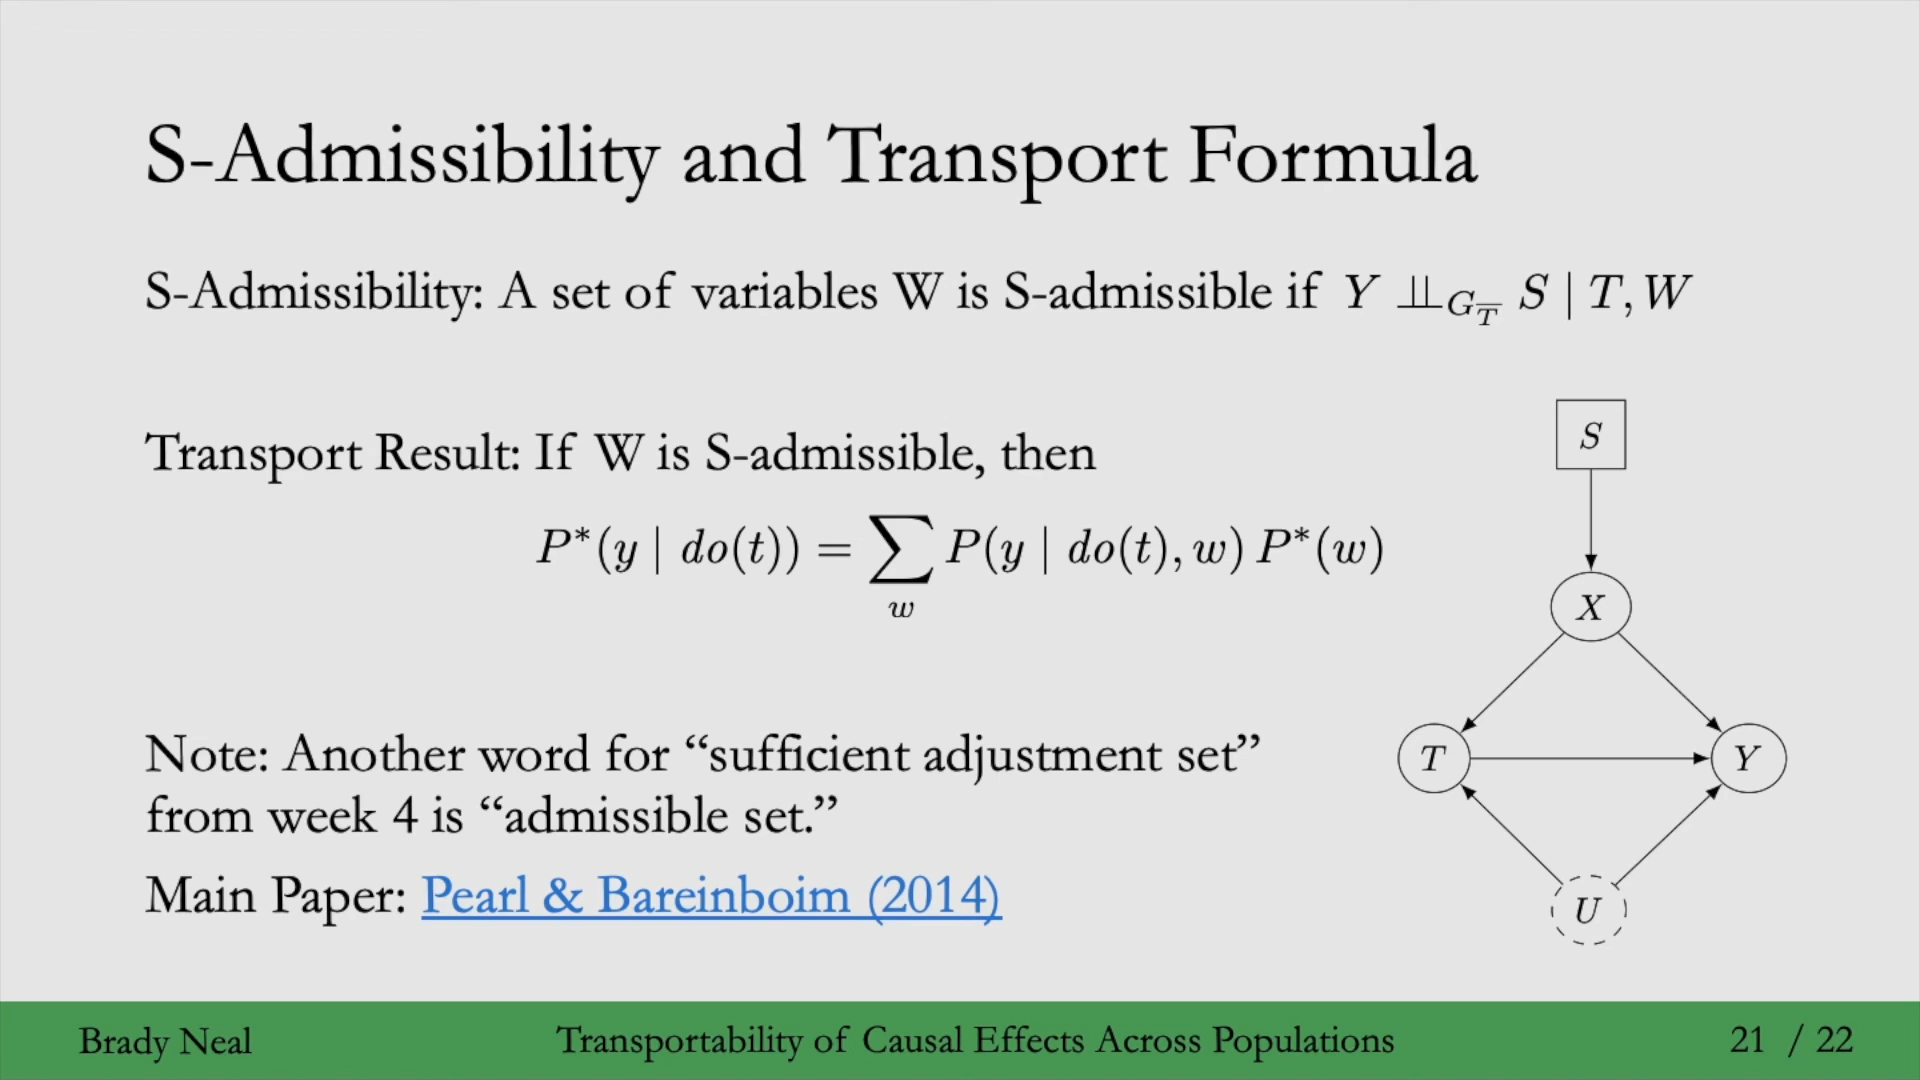 S-Admissibility and Transport Formula
S-Admissibility: A set of variables W is S-admissible if Y ⫫_{G_{\overline{T}}} S | T, W
Transport Result: If W is S-admissible, then
P*(y | do(t)) = ∑_w P(y | do(t), w) P*(w)
S
X
T
Y
U
Note: Another word for “sufficient adjustment set”
from week 4 is “admissible set.”
Main Paper: Pearl & Bareinboim (2014)
Brady Neal
Transportability of Causal Effects Across Populations
21 / 22